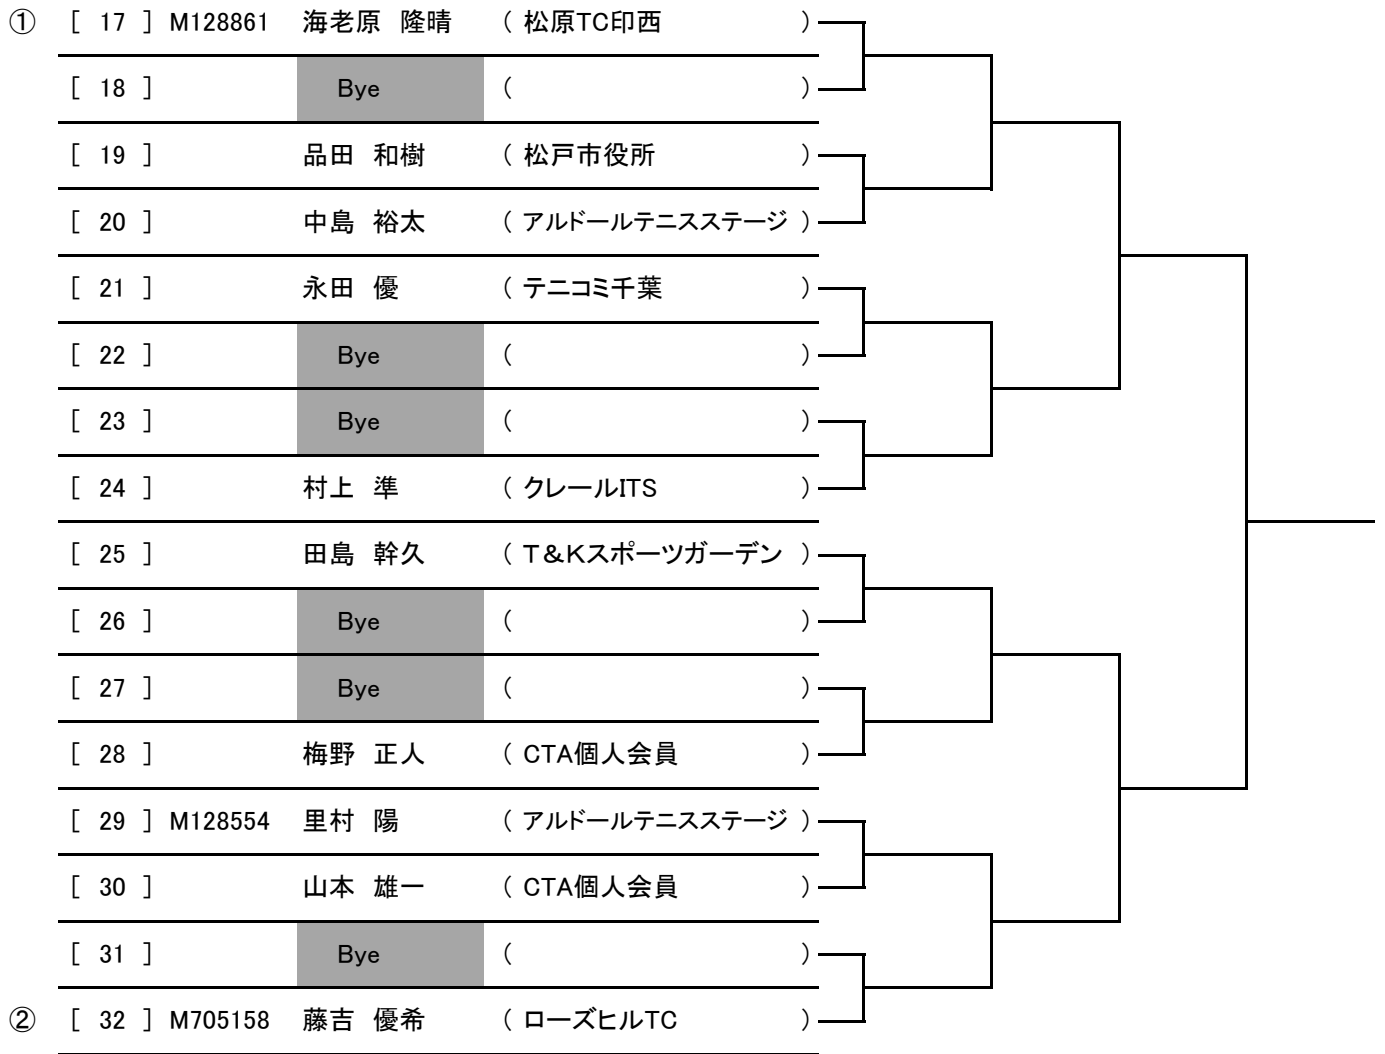 ① [ 17 ] M128861 海老原 隆晴 ( 松原TC印西 )
[ 18 ] Bye ( )
[ 19 ] 品田 和樹 ( 松戸市役所 )
[ 20 ] 中島 裕太 ( アルドールテニスステージ )
[ 21 ] 永田 優 ( テニコミ千葉 )
[ 22 ] Bye ( )
[ 23 ] Bye ( )
[ 24 ] 村上 準 ( クレールITS )
[ 25 ] 田島 幹久 ( T&Kスポーツガーデン )
[ 26 ] Bye ( )
[ 27 ] Bye ( )
[ 28 ] 梅野 正人 ( CTA個人会員 )
[ 29 ] M128554 里村 陽 ( アルドールテニスステージ )
[ 30 ] 山本 雄一 ( CTA個人会員 )
[ 31 ] Bye ( )
② [ 32 ] M705158 藤吉 優希 ( ローズヒルTC )